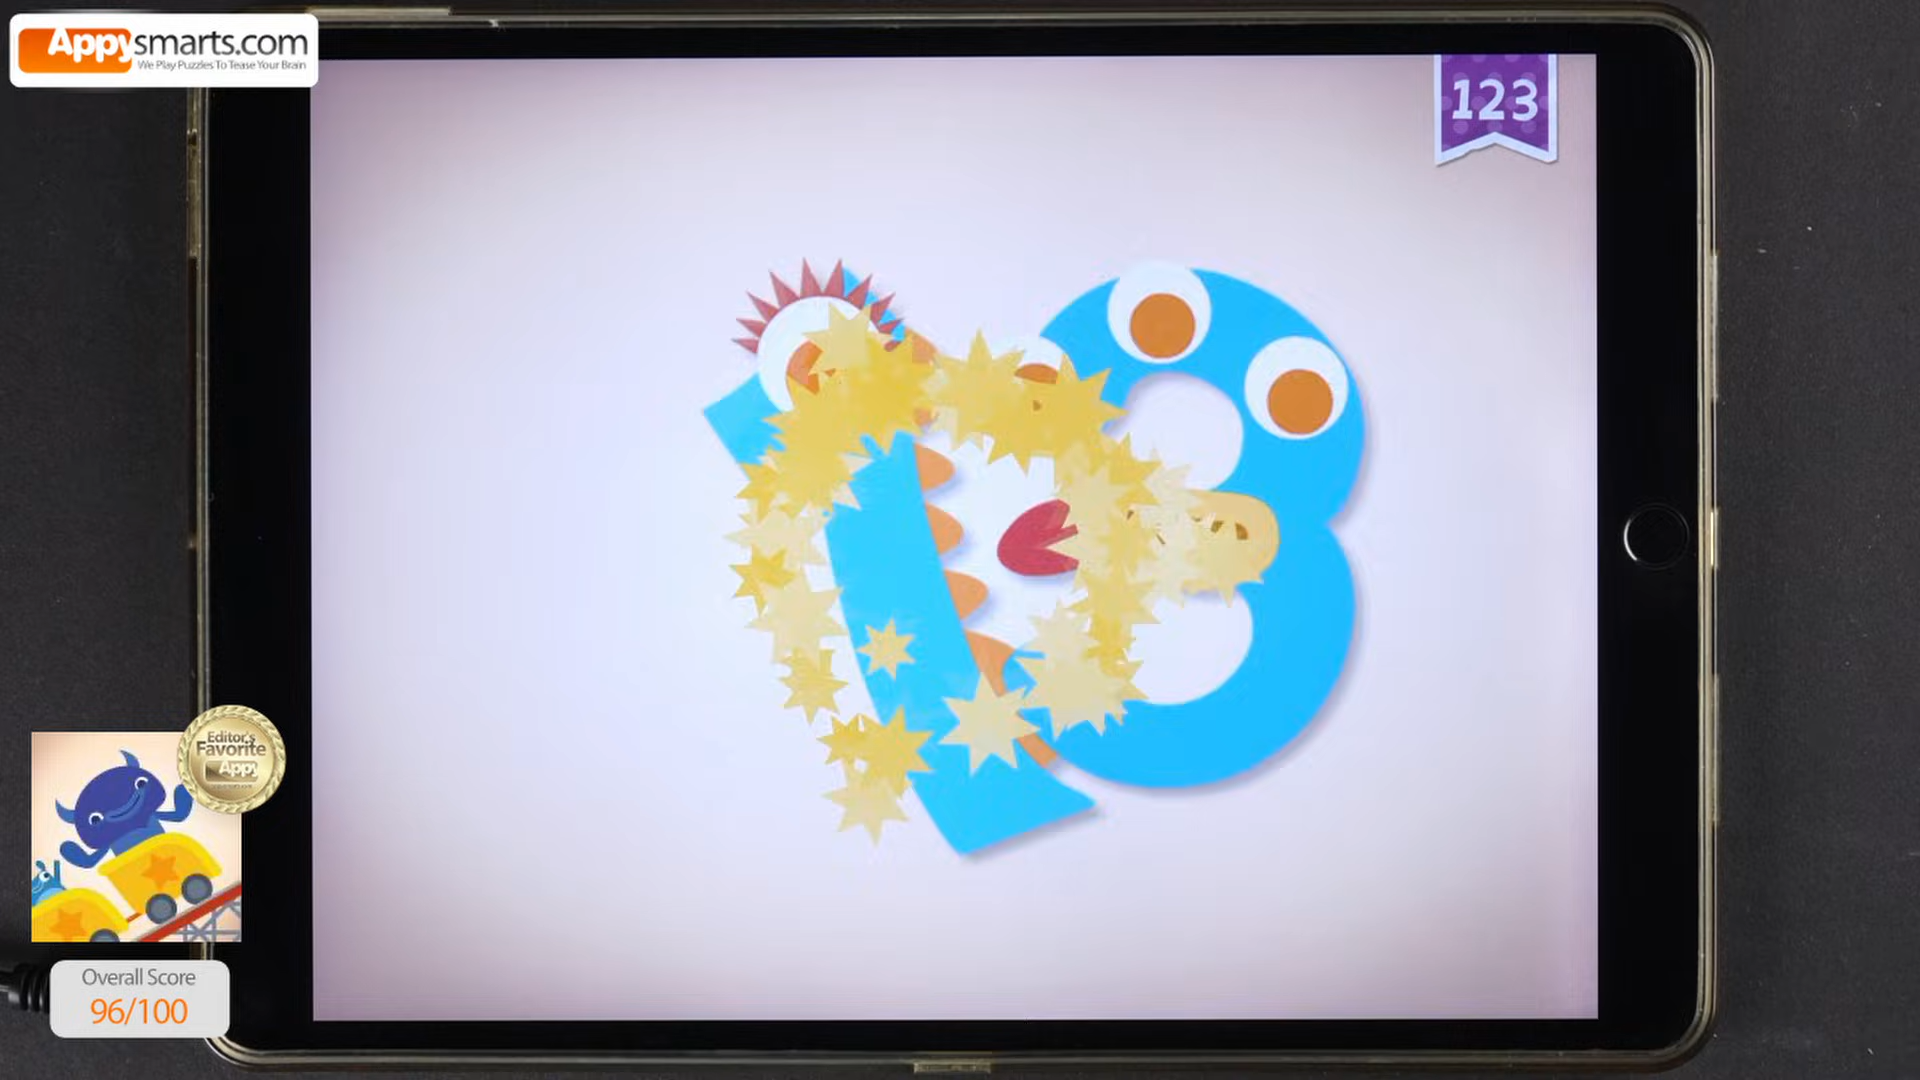 Appysmarts.com
We Play Puzzles To Tease Your Brain
123
Editor's
Favorite
Appy
Overall Score
96/100